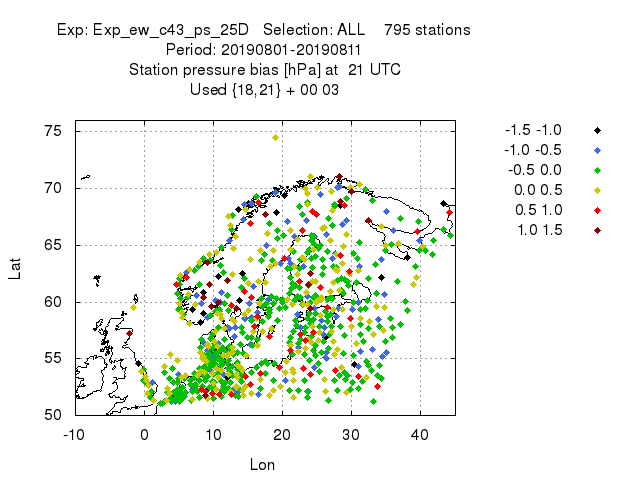 Exp: Exp_ew_c43_ps_25D   Selection: ALL    795 stations
Period: 20190801-20190811
Station pressure bias [hPa] at  21 UTC
Used {18,21} + 00 03
75
70
65
60
55
50
-10 0 10 20 30 40
Lat
Lon
-1.5 -1.0
-1.0 -0.5
-0.5 0.0
0.0 0.5
0.5 1.0
1.0 1.5